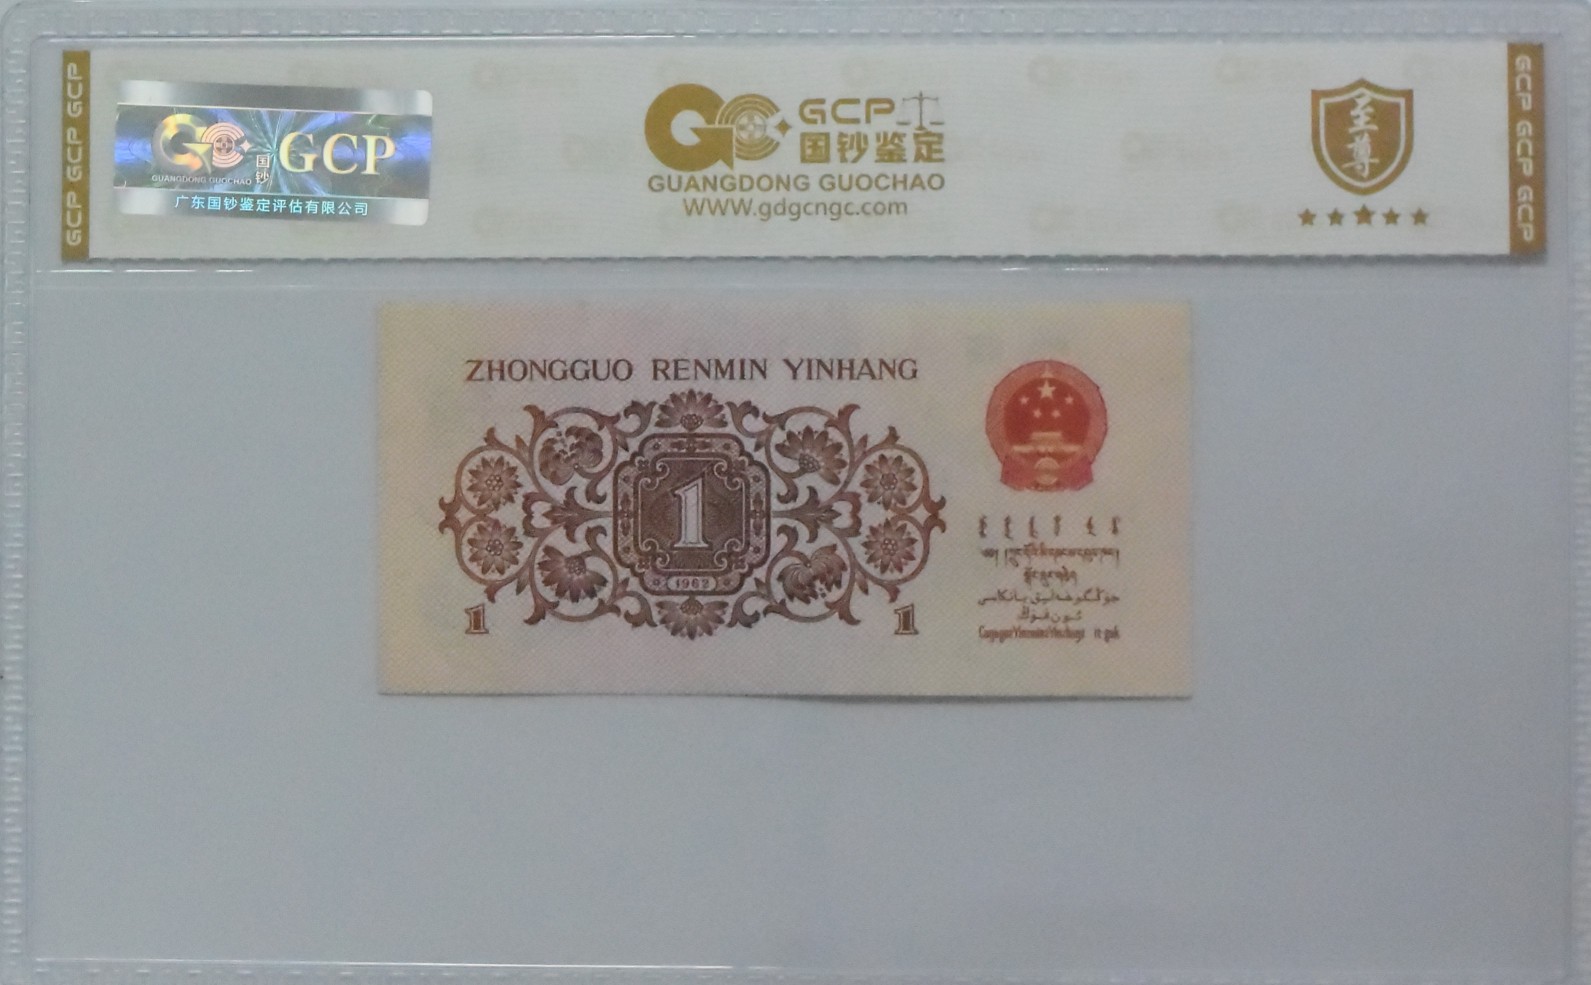 GCP GCP GCP
GC 国钞 GCP
GUANGDONG GUOCHAO
广东国钞鉴定评估有限公司
GCP
国钞鉴定
GUANGDONG GUOCHAO
WWW.gdgcngc.com
至尊
GCP GCP GCP
ZHONGGUO RENMIN YINHANG
1
1962
1
1